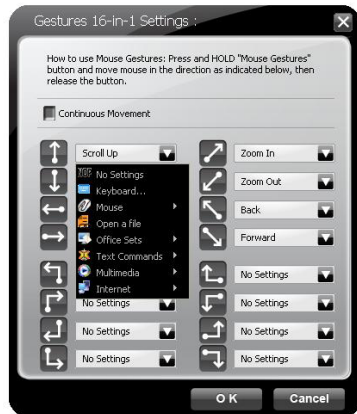 Gestures 16-in-1 Settings :
How to use Mouse Gestures: Press and HOLD "Mouse Gestures"
button and move mouse in the direction as indicated below, then
release the button.
Continuous Movement
Scroll Up
Zoom In
No Settings
Keyboard...
Zoom Out
Mouse
Back
Open a file
Office Sets
Forward
Text Commands
Multimedia
No Settings
Internet
No Settings
No Settings
No Settings
No Settings
No Settings
No Settings
OK
Cancel